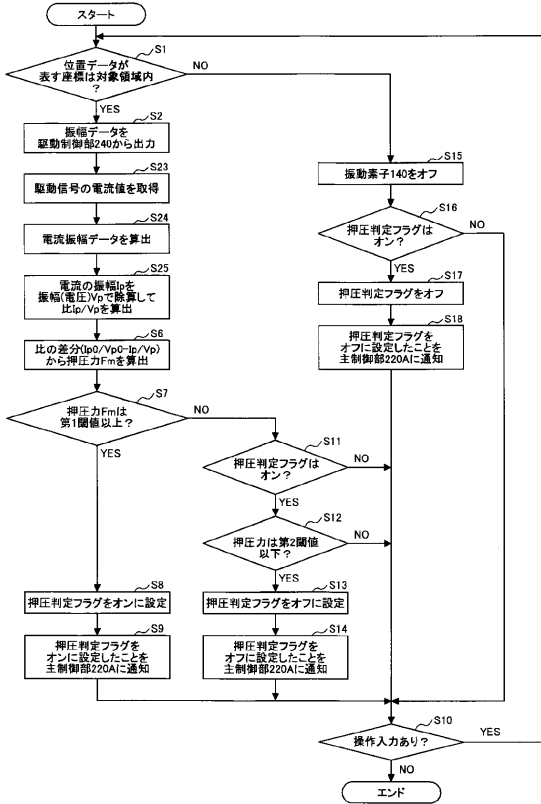 スタート
S1
位置データが
表す座標は対象領域内
?
NO
YES
S2
振幅データを
駆動制御部240から出力
S23
駆動信号の電流値を取得
S24
電流振幅データを算出
S25
電流の振幅Ipを
振幅(電圧)Vpで除算して
比Ip/Vpを算出
S6
比の差分(Ip0/Vp0-Ip/Vp)
から押圧力Fmを算出
S7
押圧力Fmは
第1閾値以上?
NO
YES
S11
押圧判定フラグは
オン?
NO
YES
S12
押圧力は第2閾値
以下?
NO
YES
S8
押圧判定フラグをオンに設定
S13
押圧判定フラグをオフに設定
S9
押圧判定フラグを
オンに設定したことを
主制御部220Aに通知
S14
押圧判定フラグを
オフに設定したことを
主制御部220Aに通知
S15
振動素子140をオフ
S16
押圧判定フラグは
オン?
NO
YES
S17
押圧判定フラグをオフ
S18
押圧判定フラグを
オフに設定したことを
主制御部220Aに通知
S10
操作入力あり?
YES
NO
エンド